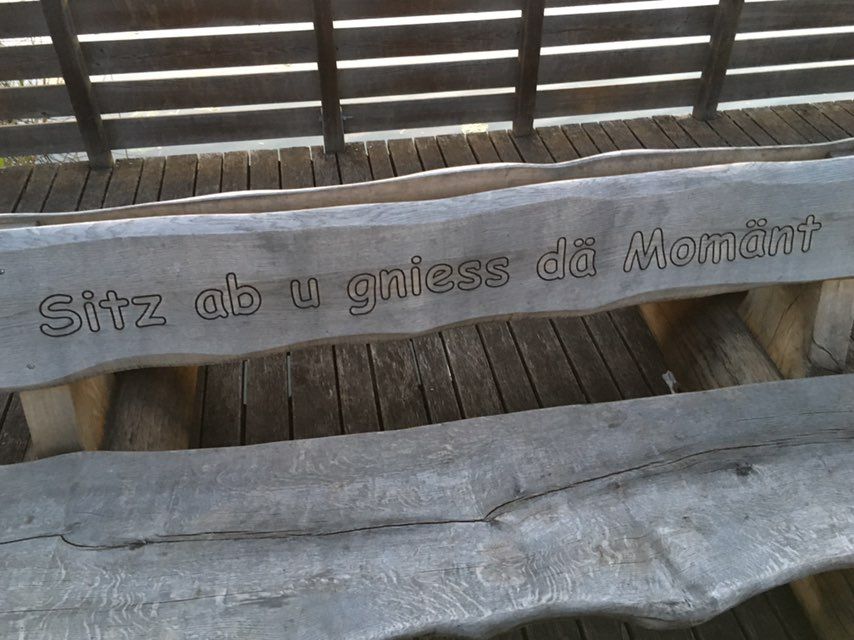 Sitz ab u gniess dä Momänt